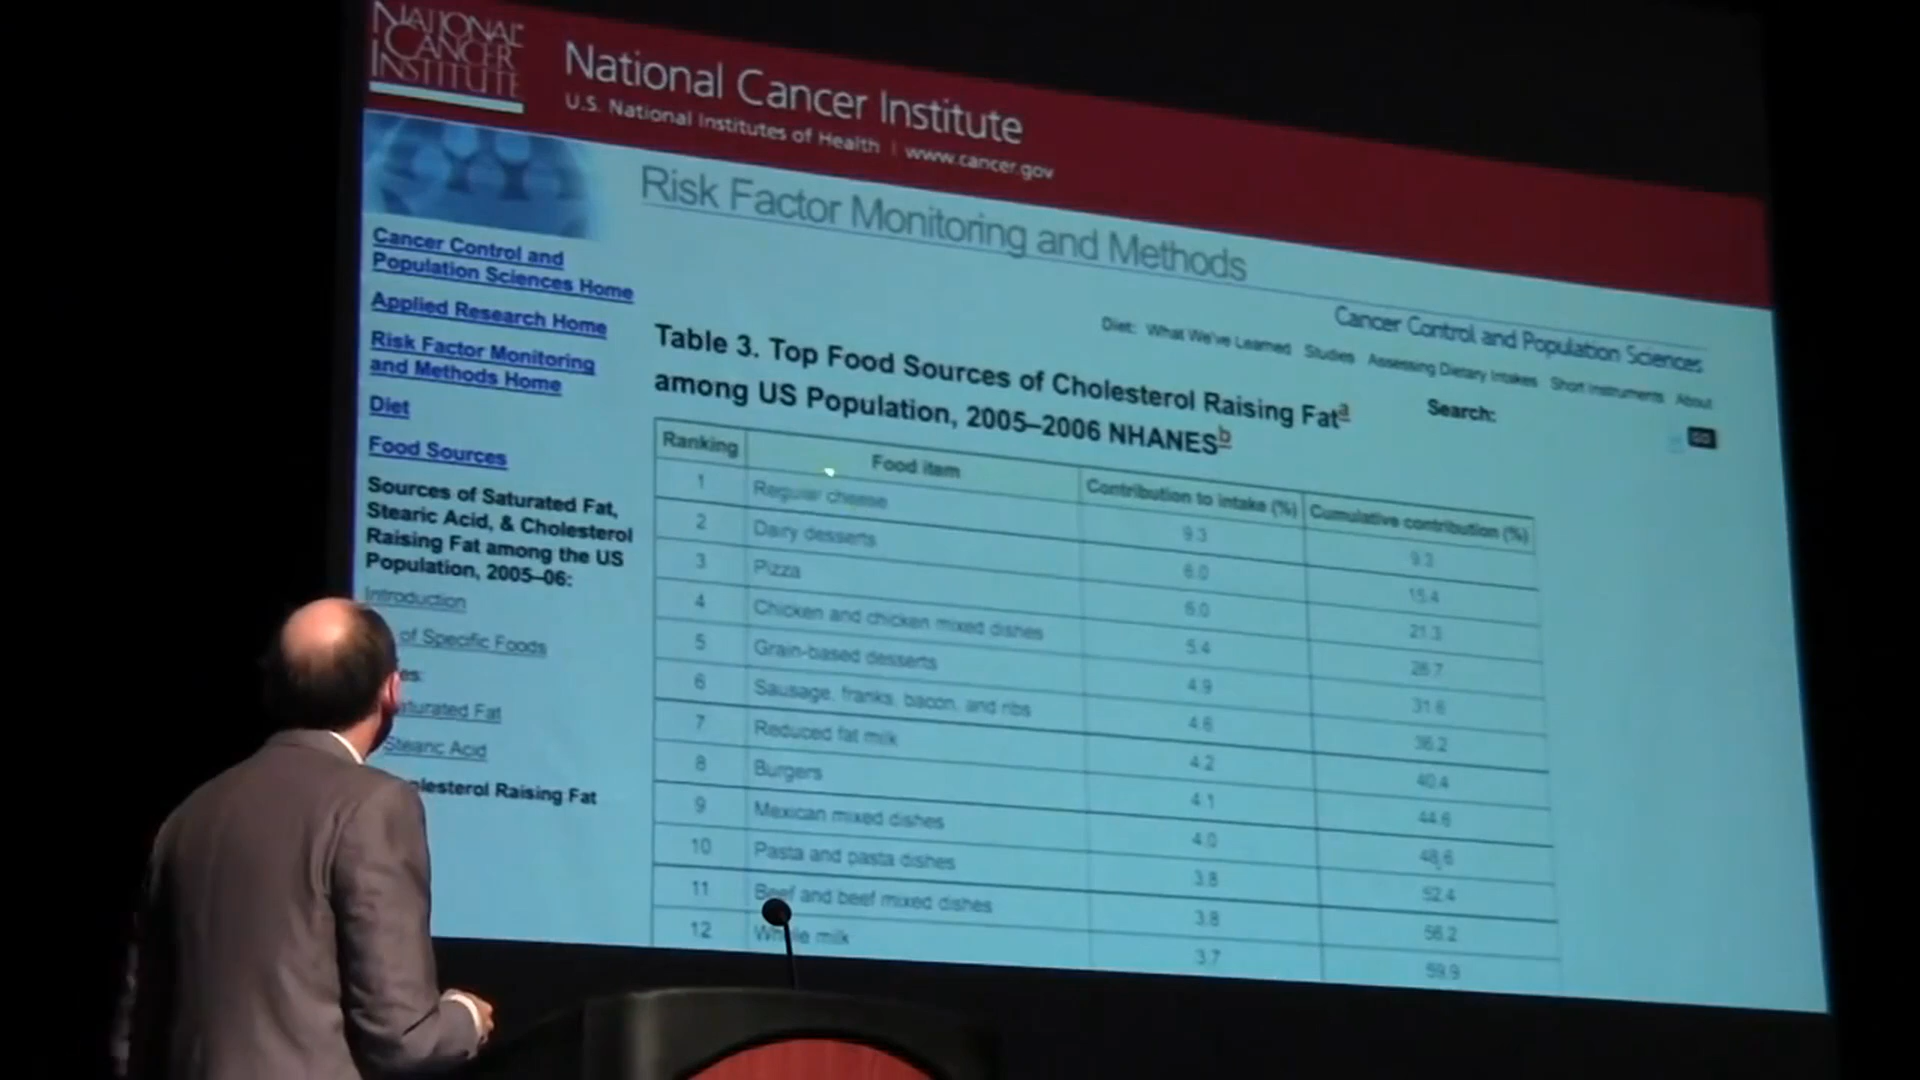 NATIONAL
CANCER
INSTITUTE
National Cancer Institute
U.S. National Institutes of Health | www.cancer.gov
Risk Factor Monitoring and Methods
Cancer Control and Population Sciences
Diet: What We've Learned Studies Assessing Dietary Intakes Short Instruments About
Search:
GO
Cancer Control and
Population Sciences Home
Applied Research Home
Risk Factor Monitoring
and Methods Home
Diet
Food Sources
Sources of Saturated Fat,
Stearic Acid, & Cholesterol
Raising Fat among the US
Population, 2005–06:
Introduction
of Specific Foods
es:
aturated Fat
Stearic Acid
olesterol Raising Fat
Table 3. Top Food Sources of Cholesterol Raising Fat a
among US Population, 2005–2006 NHANES b
Ranking Food item Contribution to intake (%) Cumulative contribution (%)
1 Regular cheese 9.3 9.3
2 Dairy desserts 6.0 15.4
3 Pizza 6.0 21.3
4 Chicken and chicken mixed dishes 5.4 26.7
5 Grain-based desserts 4.9 31.6
6 Sausage, franks, bacon, and ribs 4.6 36.2
7 Reduced fat milk 4.2 40.4
8 Burgers 4.1 44.6
9 Mexican mixed dishes 4.0 48.6
10 Pasta and pasta dishes 3.8 52.4
11 Beef and beef mixed dishes 3.8 56.2
12 Whole milk 3.7 59.9